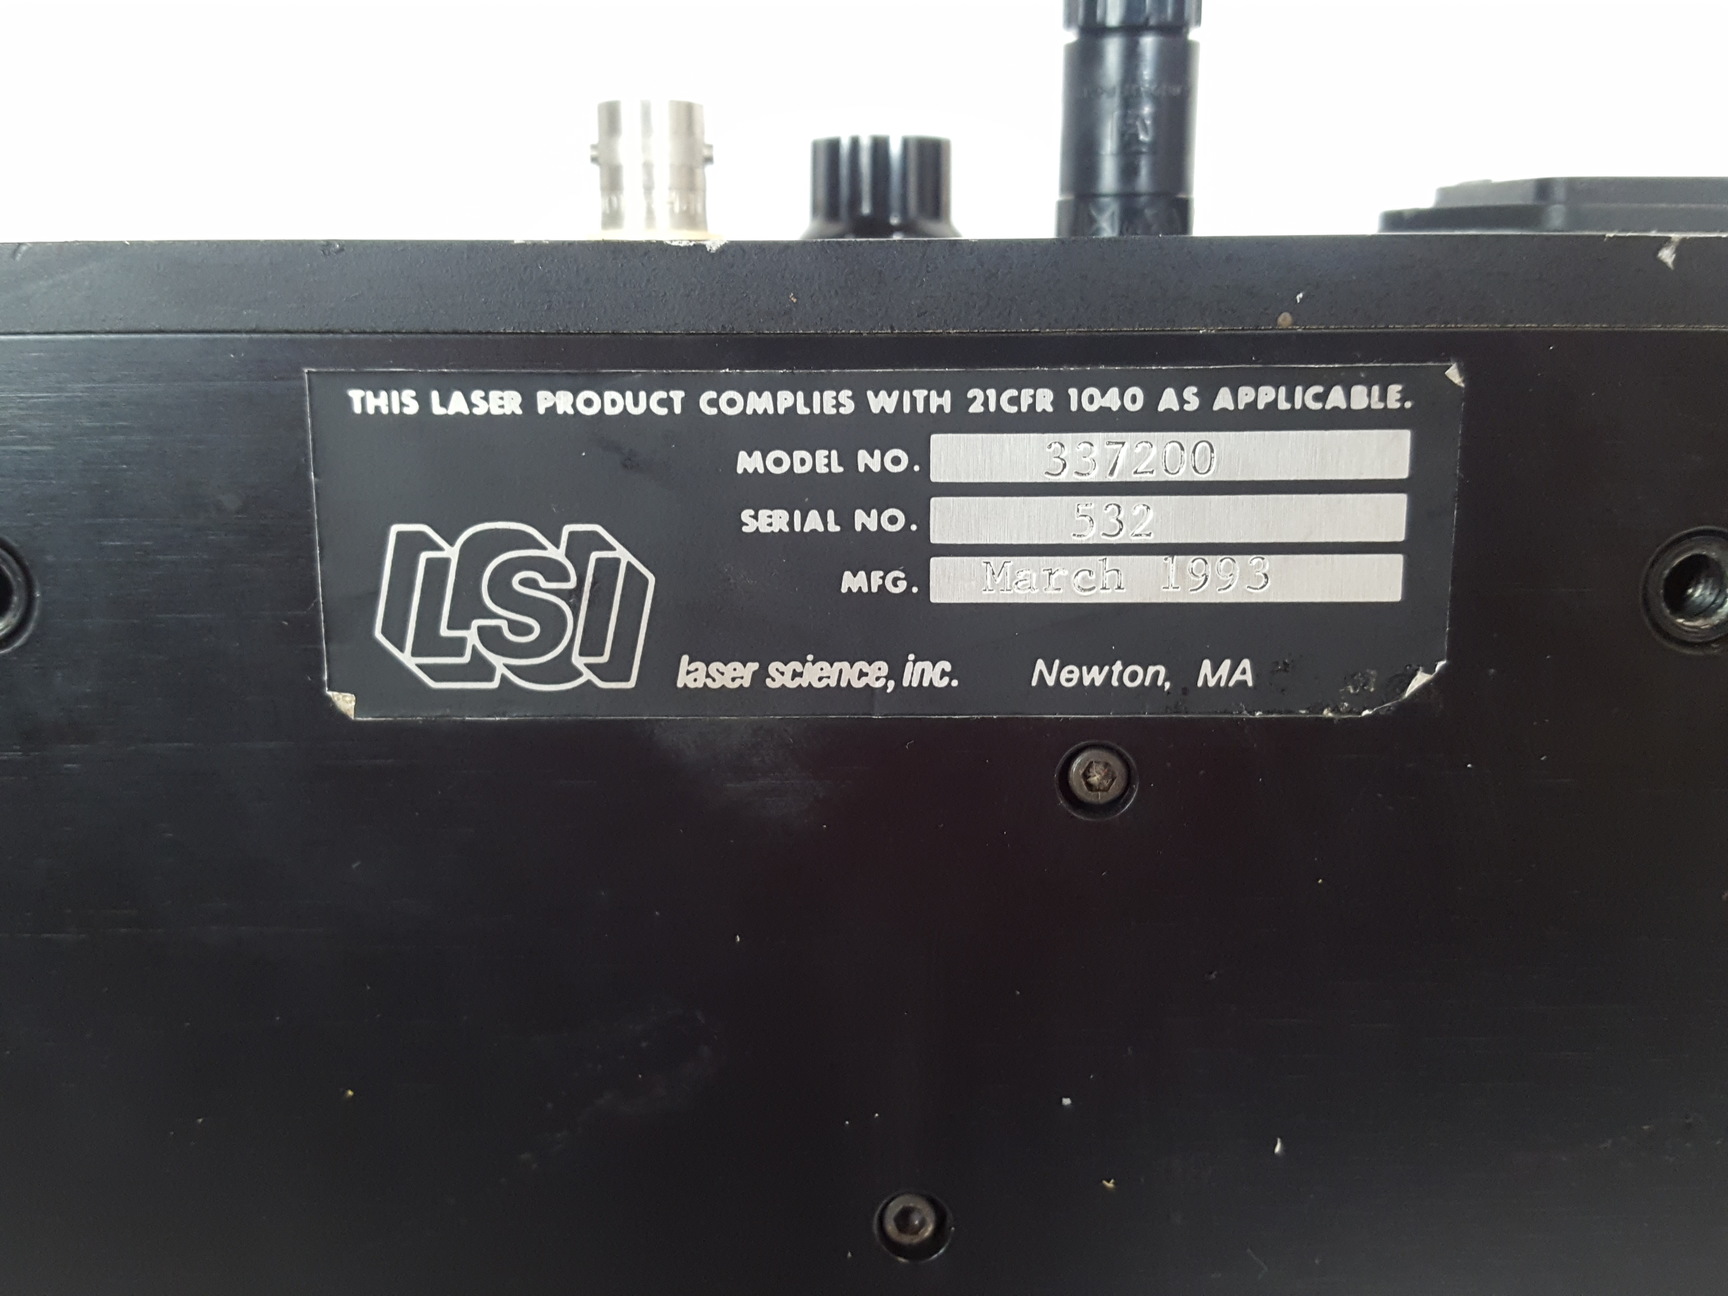 THIS LASER PRODUCT COMPLIES WITH 21CFR 1040 AS APPLICABLE.
MODEL NO. 337200
SERIAL NO. 532
MFG. March 1993
LSI
laser science, inc. Newton, MA